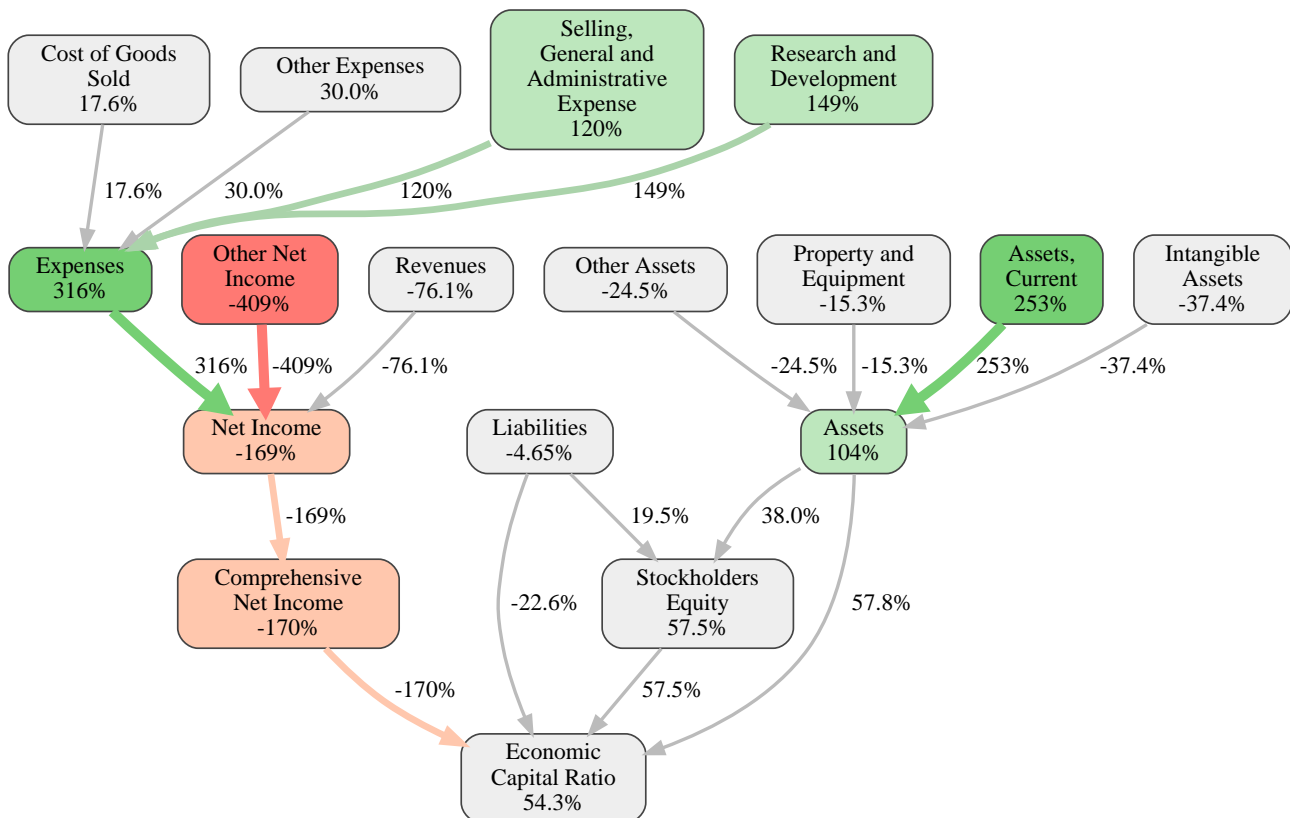 Cost of Goods
Sold
17.6%
Other Expenses
30.0%
Selling,
General and
Administrative
Expense
120%
Research and
Development
149%
17.6%
30.0%
120%
149%
Expenses
316%
Other Net
Income
-409%
Revenues
-76.1%
Other Assets
-24.5%
Property and
Equipment
-15.3%
Assets,
Current
253%
Intangible
Assets
-37.4%
316%
-409%
-76.1%
-24.5%
-15.3%
253%
-37.4%
Net Income
-169%
Liabilities
-4.65%
Assets
104%
-169%
19.5%
38.0%
Comprehensive
Net Income
-170%
-22.6%
Stockholders
Equity
57.5%
57.8%
-170%
57.5%
Economic
Capital Ratio
54.3%